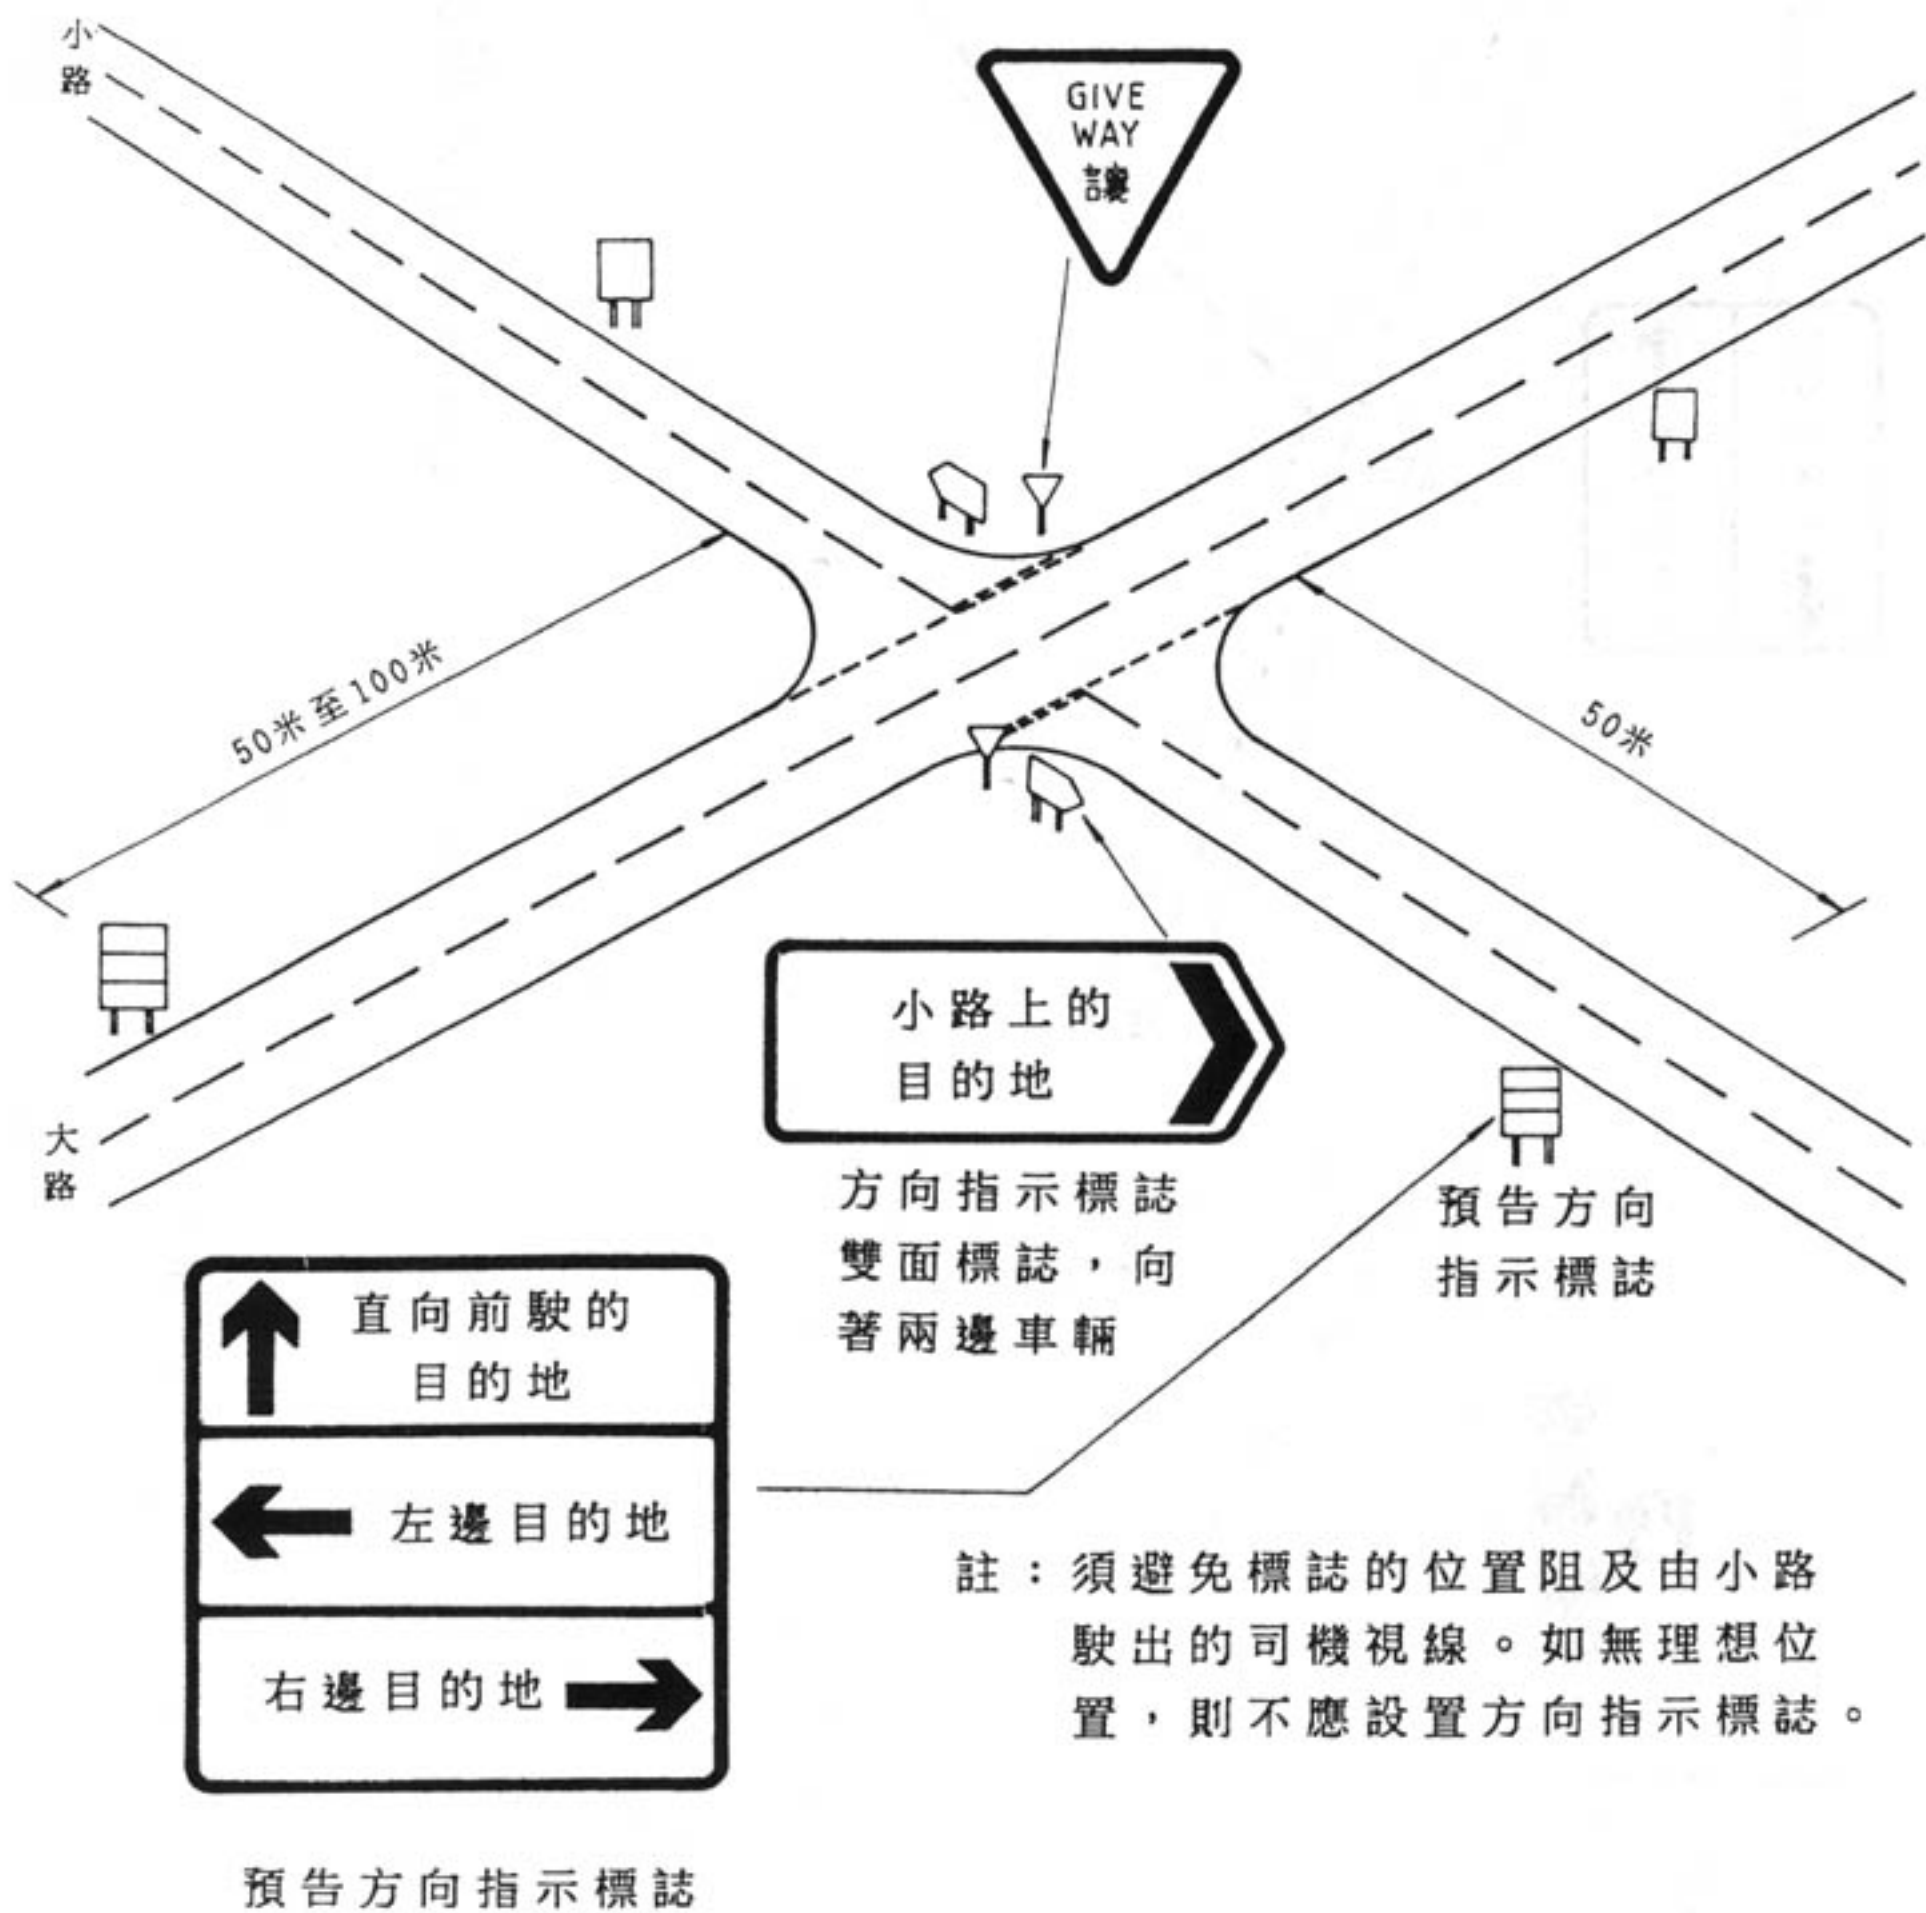 小
路
GIVE
WAY
讓
50米至100米
50米
大
路
小路上的
目的地
方向指示標誌
雙面標誌，向
著兩邊車輛
預告方向
指示標誌
直向前駛的
目的地
左邊目的地
右邊目的地
預告方向指示標誌
註：須避免標誌的位置阻及由小路
駛出的司機視線。如無理想位
置，則不應設置方向指示標誌。